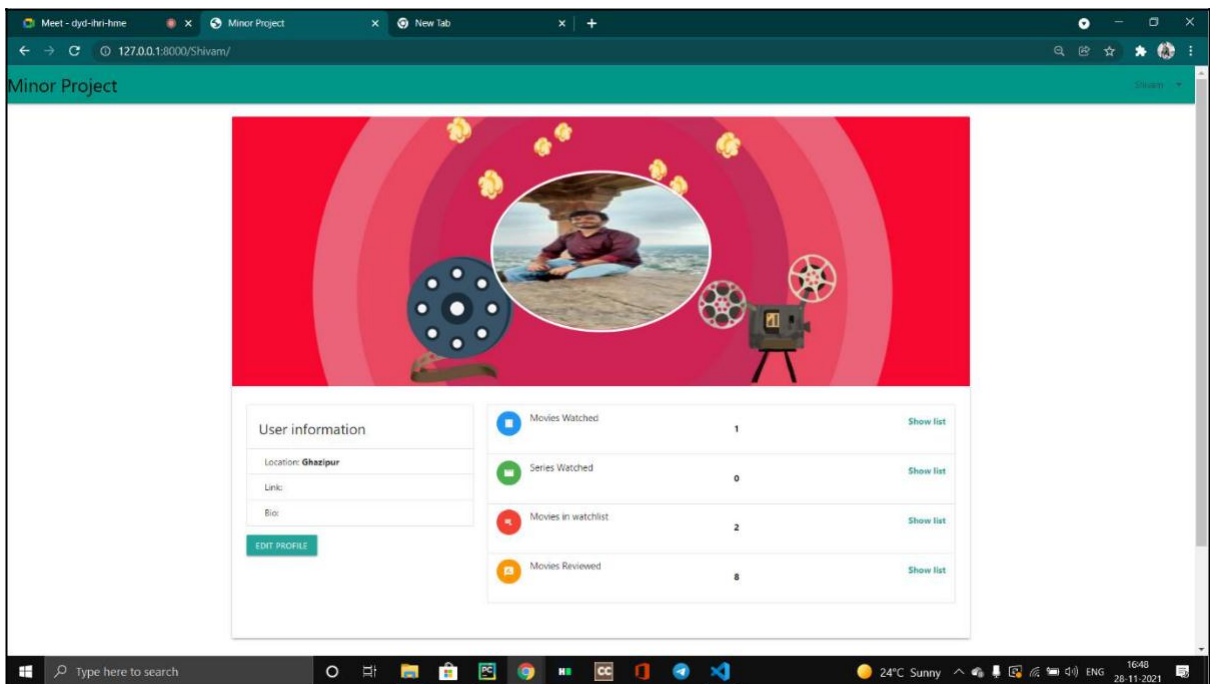 Meet - dyd-ihri-hme
Minor Project
New Tab
127.0.0.1:8000/Shivam/
Minor Project
Shivam
User information
Location: Ghazipur
Link:
Bio:
EDIT PROFILE
Movies Watched 1 Show list
Series Watched 0 Show list
Movies in watchlist 2 Show list
Movies Reviewed 8 Show list
Type here to search
PC
CC
24°C Sunny
ENG
16:48
28-11-2021